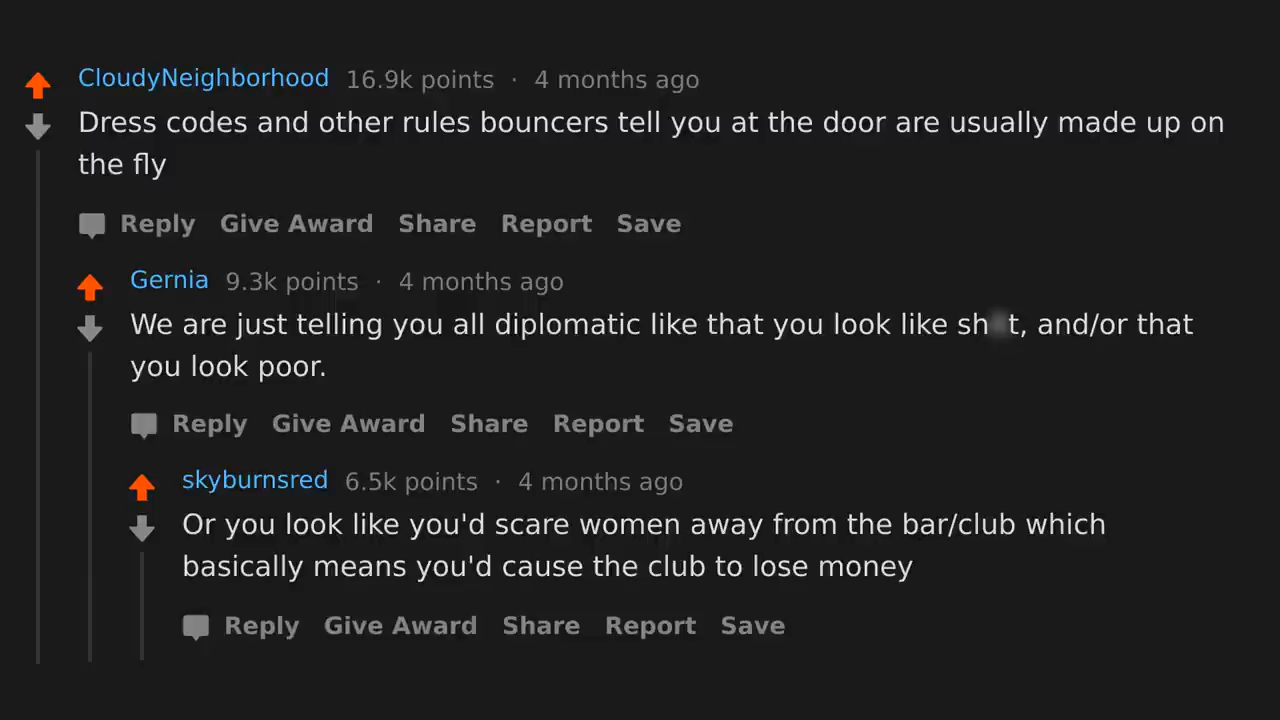 CloudyNeighborhood 16.9k points · 4 months ago
Dress codes and other rules bouncers tell you at the door are usually made up on
the fly
Reply Give Award Share Report Save
Gernia 9.3k points · 4 months ago
We are just telling you all diplomatic like that you look like sh t, and/or that
you look poor.
Reply Give Award Share Report Save
skyburnsred 6.5k points · 4 months ago
Or you look like you'd scare women away from the bar/club which
basically means you'd cause the club to lose money
Reply Give Award Share Report Save